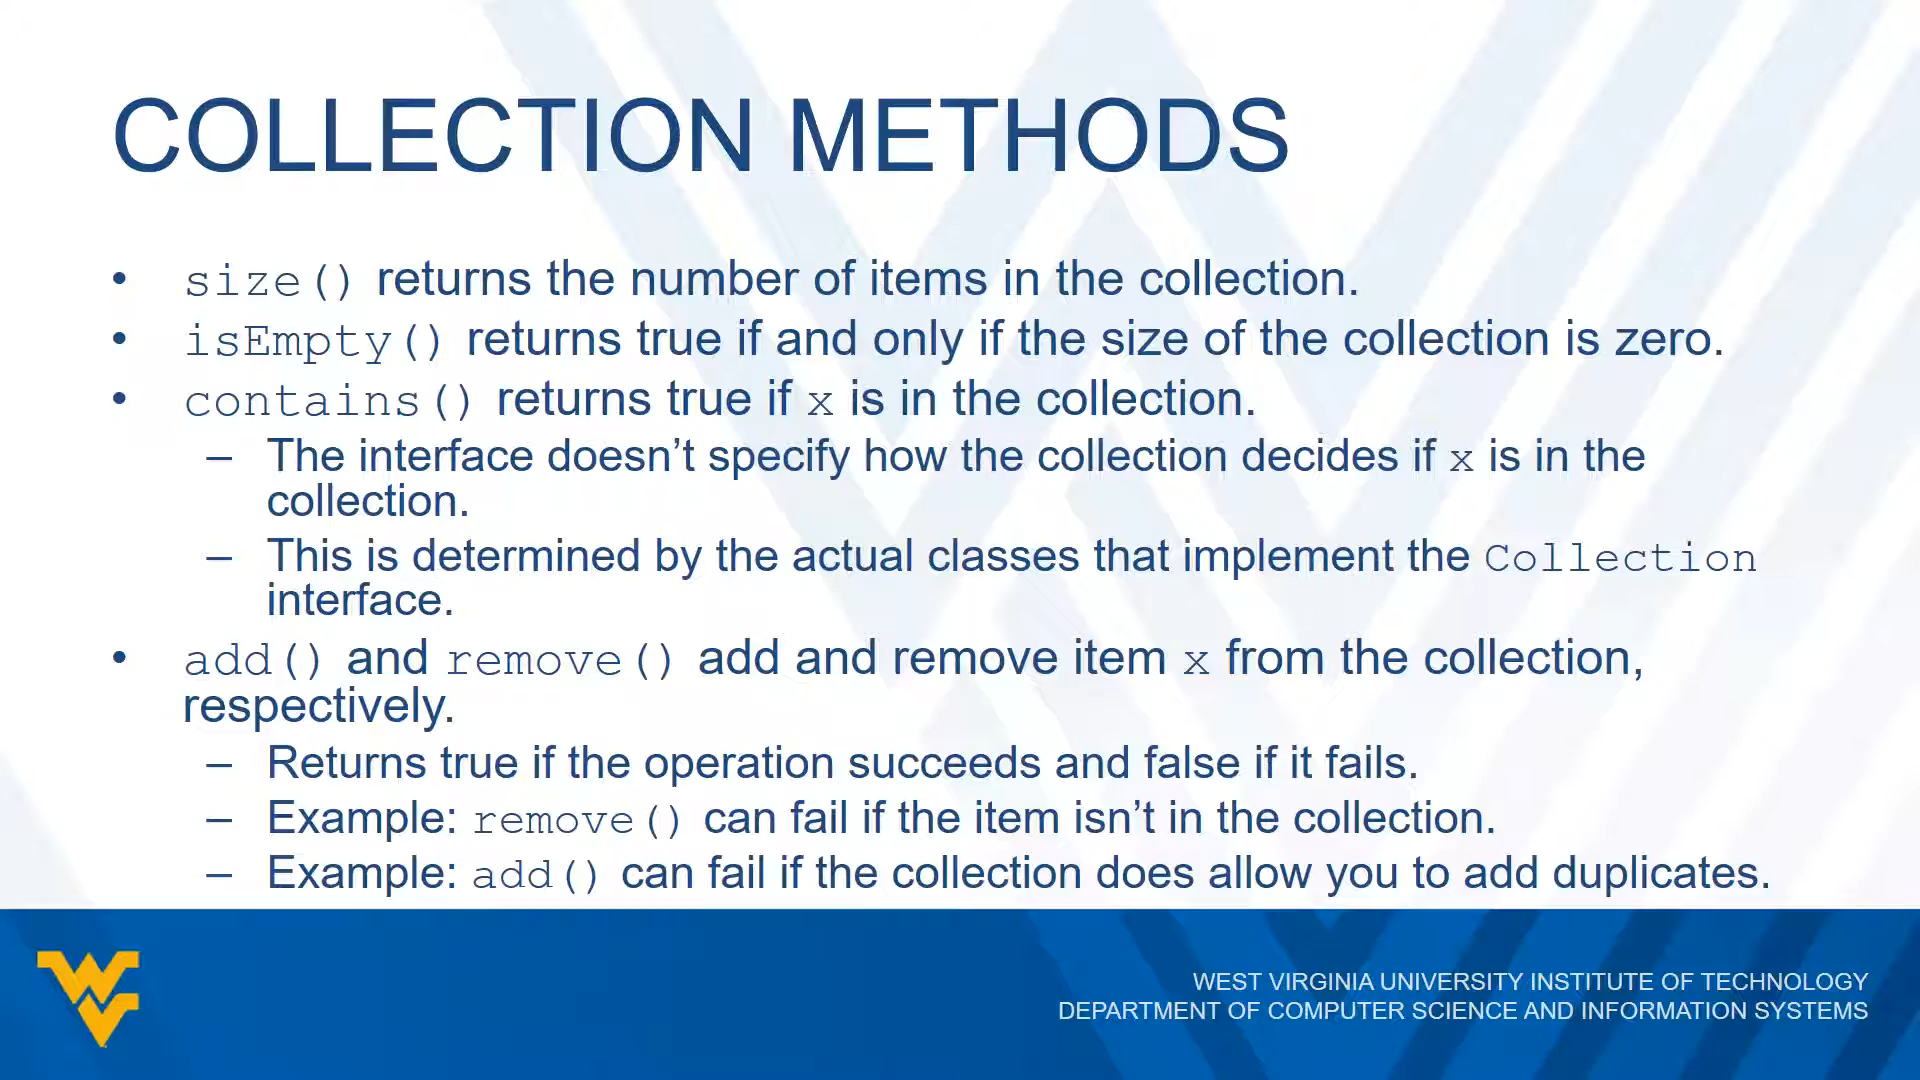 COLLECTION METHODS
• size() returns the number of items in the collection.
• isEmpty() returns true if and only if the size of the collection is zero.
• contains() returns true if x is in the collection.
– The interface doesn’t specify how the collection decides if x is in the
collection.
– This is determined by the actual classes that implement the Collection
interface.
• add() and remove() add and remove item x from the collection,
respectively.
– Returns true if the operation succeeds and false if it fails.
– Example: remove() can fail if the item isn’t in the collection.
– Example: add() can fail if the collection does allow you to add duplicates.
WEST VIRGINIA UNIVERSITY INSTITUTE OF TECHNOLOGY
DEPARTMENT OF COMPUTER SCIENCE AND INFORMATION SYSTEMS